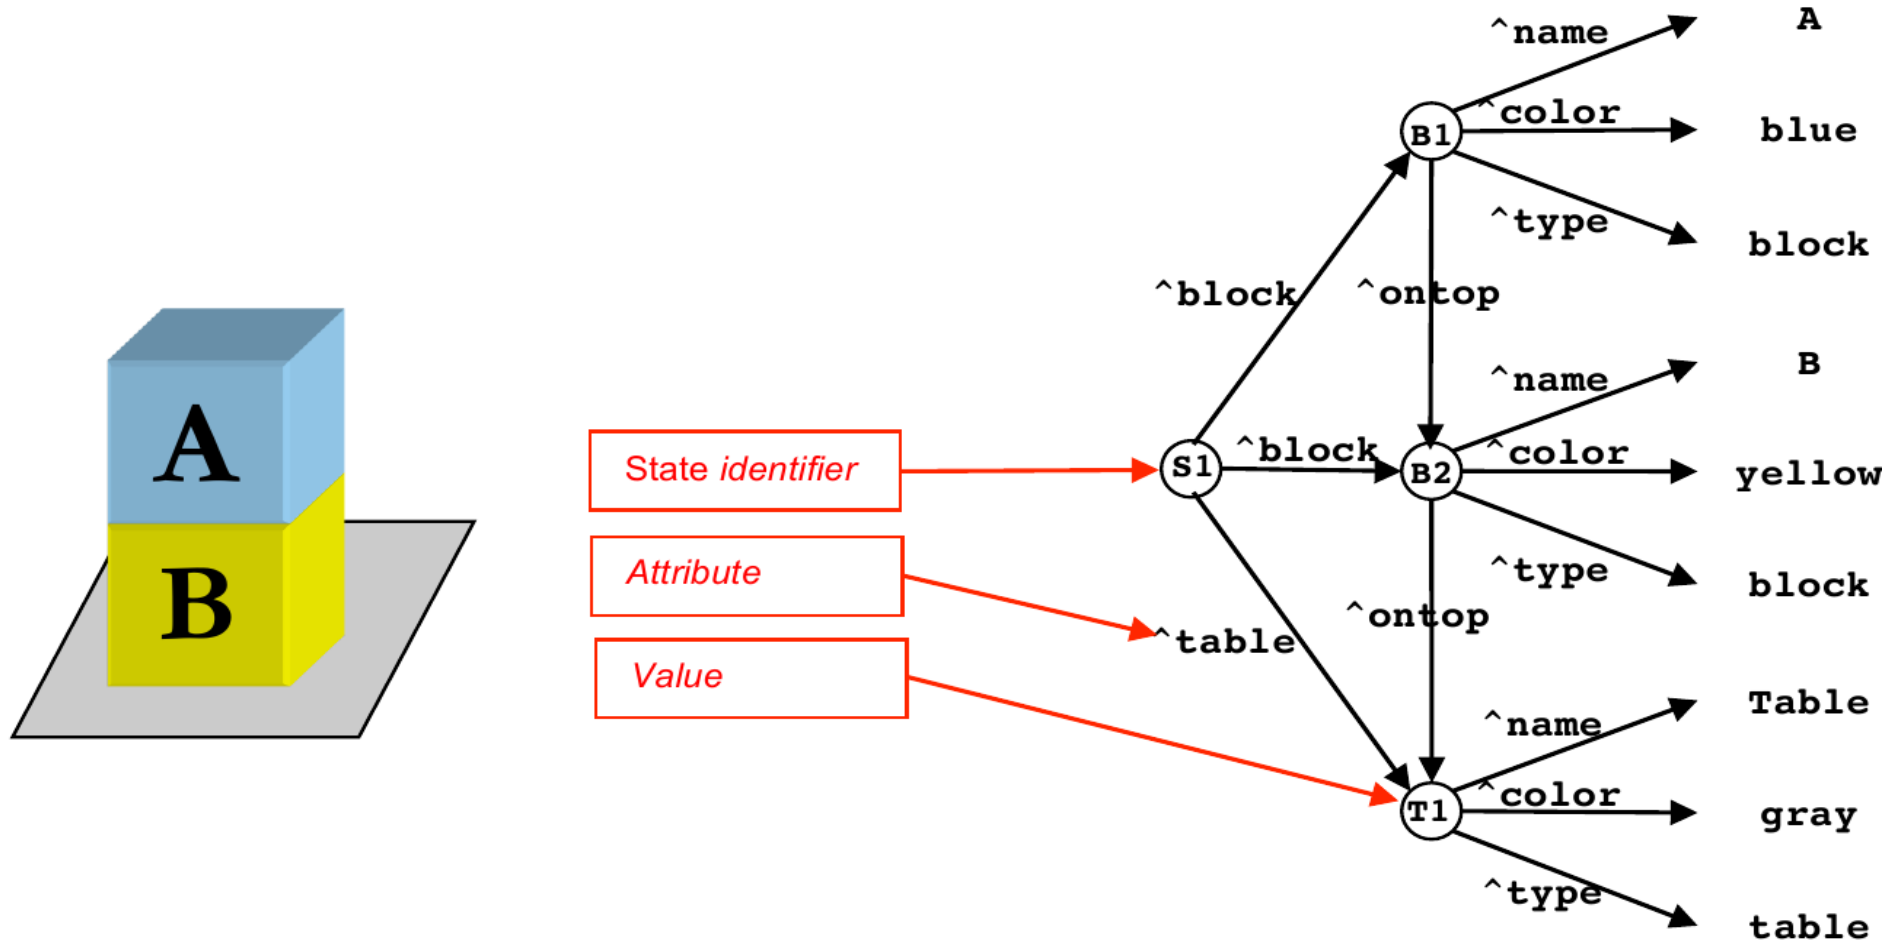 A
B
State identifier
Attribute
Value
S1
^block
^block
^table
B1
^name
A
^color
blue
^type
block
^ontop
B2
^name
B
^color
yellow
^type
block
^ontop
T1
^name
Table
^color
gray
^type
table